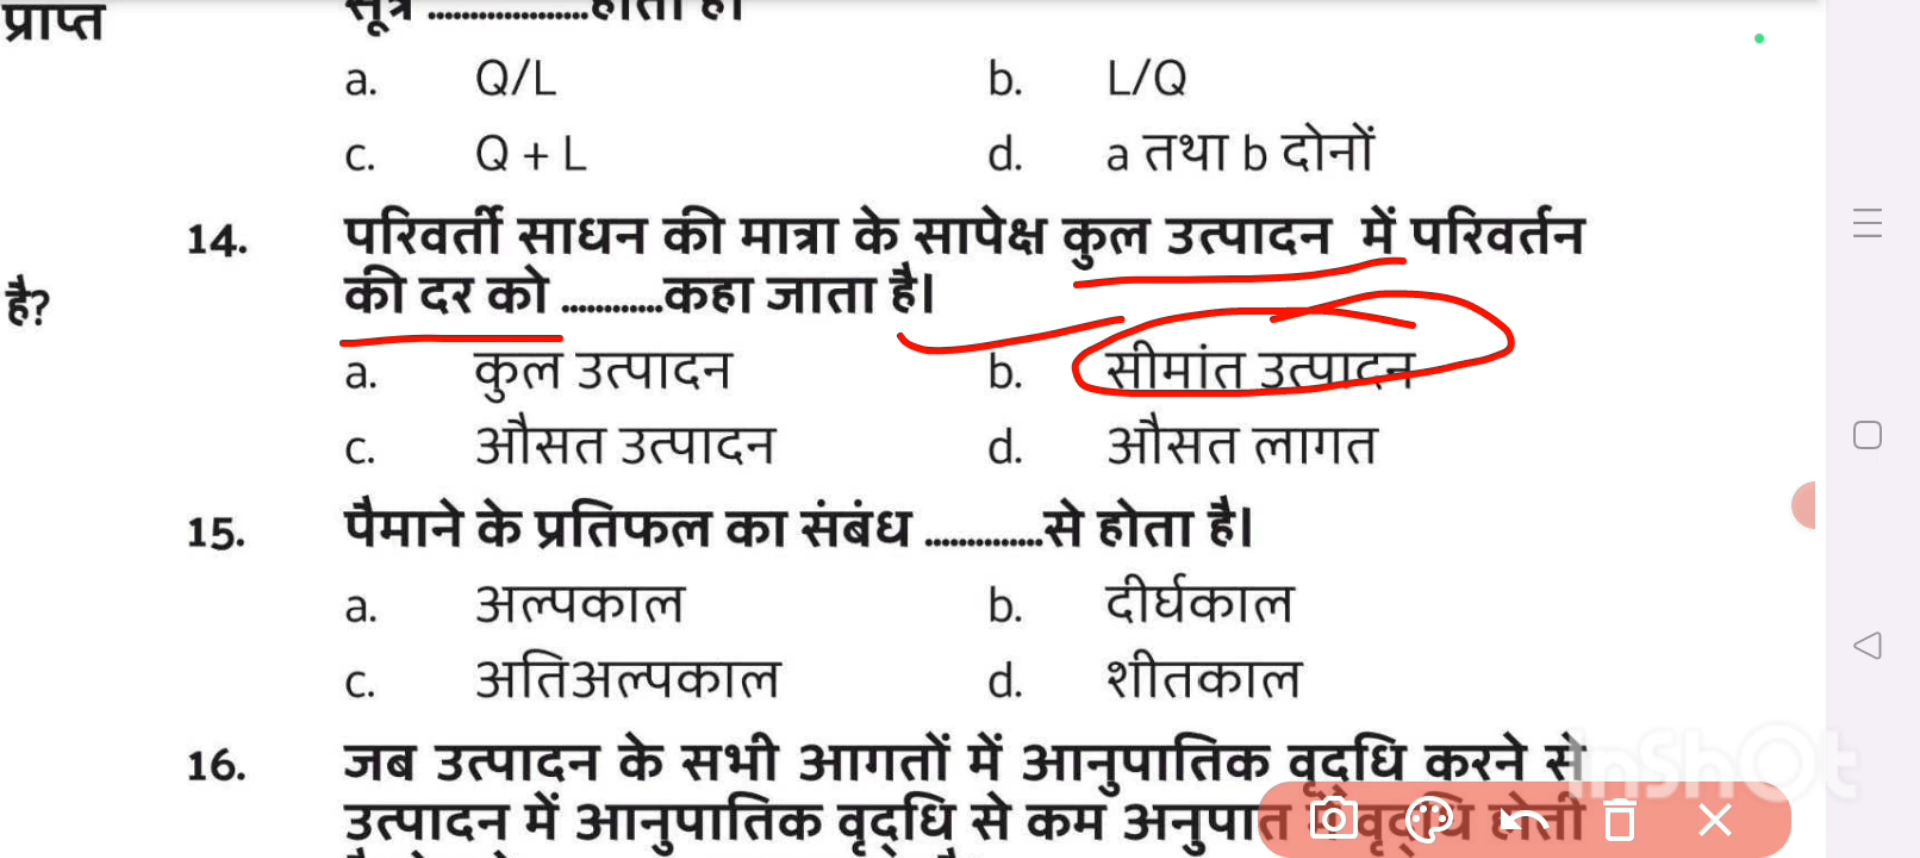 प्राप्त
सूत्र ...................होता है।
a. Q/L b. L/Q
c. Q + L d. a तथा b दोनों
14. परिवर्ती साधन की मात्रा के सापेक्ष कुल उत्पादन में परिवर्तन
है?
की दर को ............कहा जाता है।
a. कुल उत्पादन b. सीमांत उत्पादन
c. औसत उत्पादन d. औसत लागत
15. पैमाने के प्रतिफल का संबंध ..............से होता है।
a. अल्पकाल b. दीर्घकाल
c. अतिअल्पकाल d. शीतकाल
16. जब उत्पादन के सभी आगतों में आनुपातिक वृद्धि करने से
InShOt
उत्पादन में आनुपातिक वृद्धि से कम अनुपात में वृद्धि होती